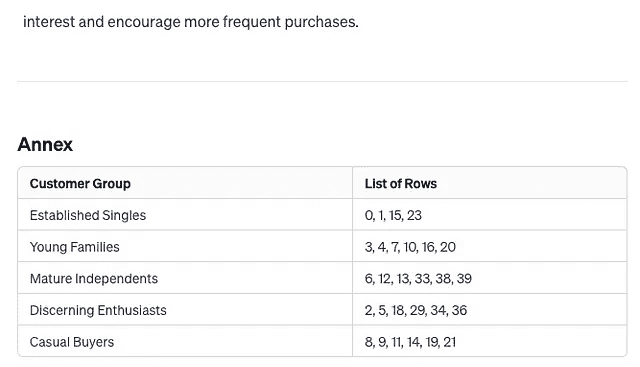 interest and encourage more frequent purchases.
Annex
Customer Group List of Rows
Established Singles 0, 1, 15, 23
Young Families 3, 4, 7, 10, 16, 20
Mature Independents 6, 12, 13, 33, 38, 39
Discerning Enthusiasts 2, 5, 18, 29, 34, 36
Casual Buyers 8, 9, 11, 14, 19, 21